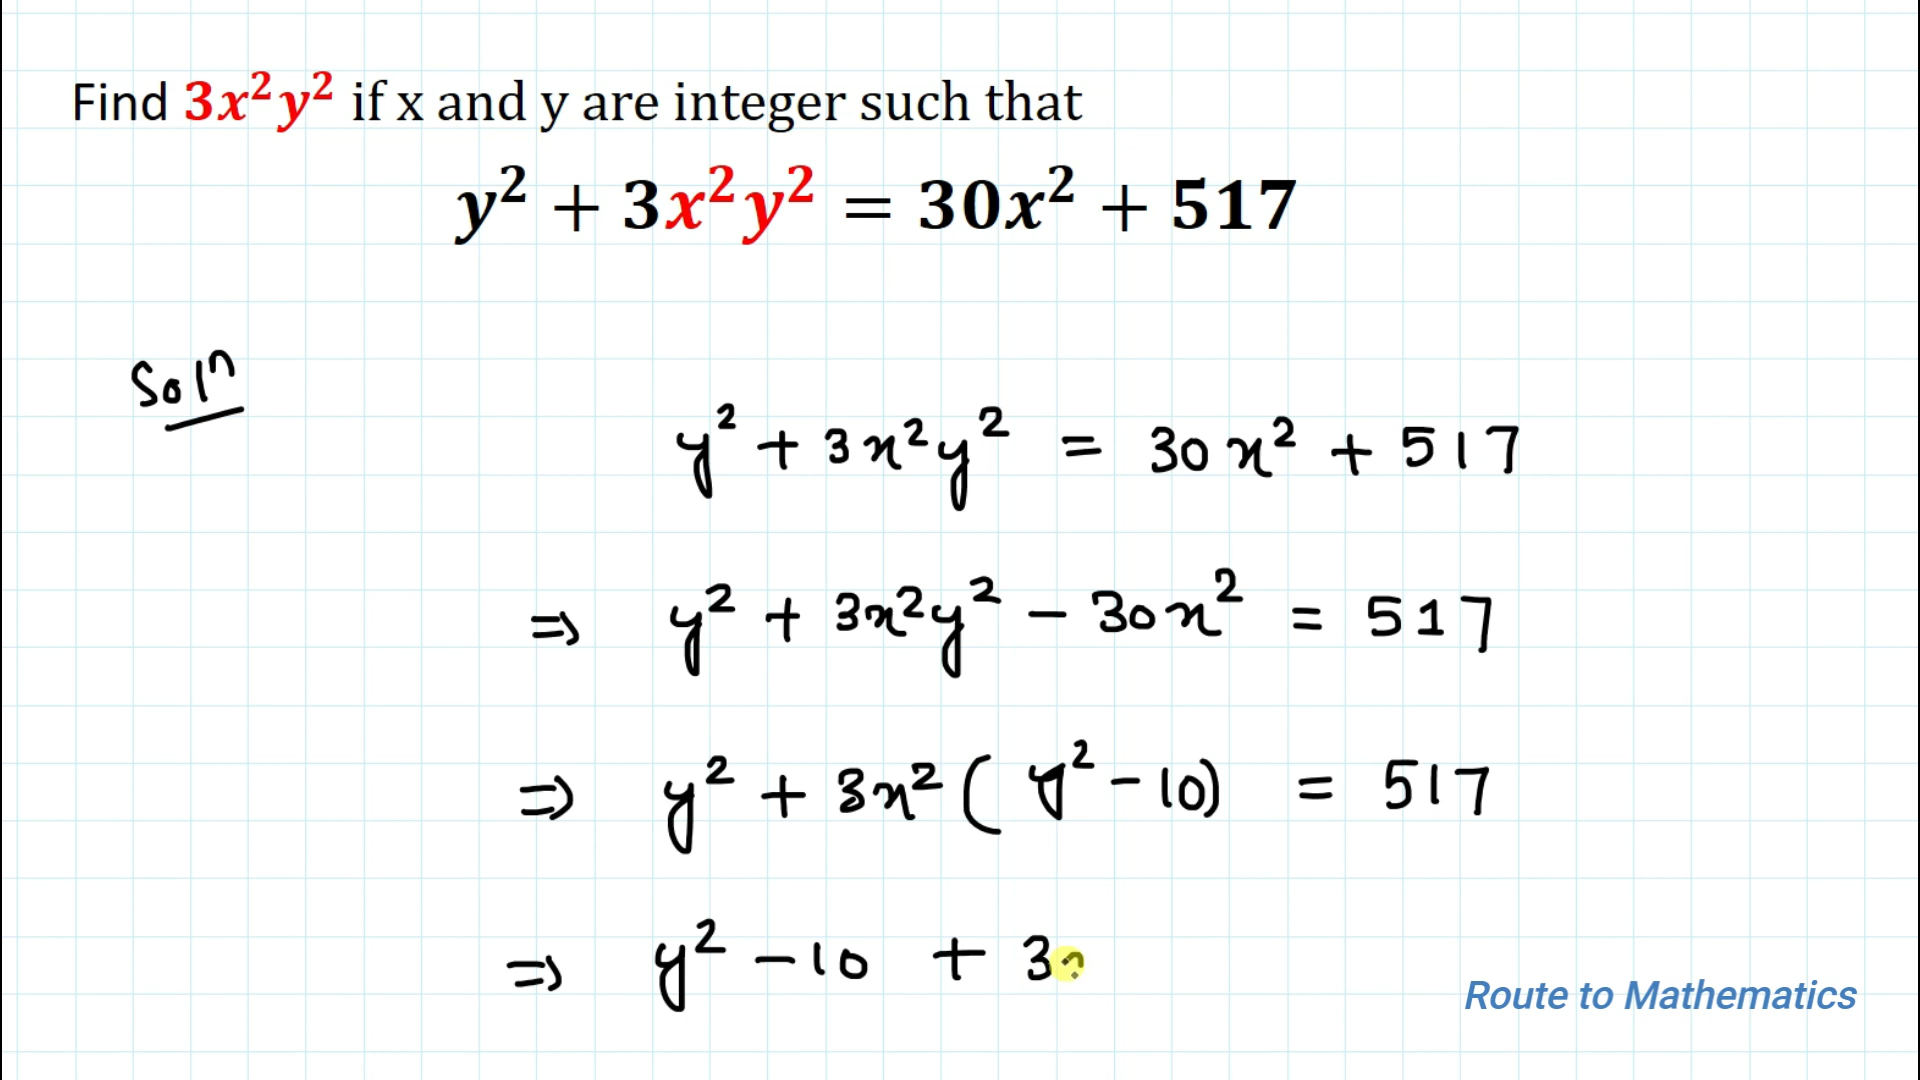 Find 3x²y² if x and y are integer such that
y² + 3x²y² = 30x² + 517
Solⁿ
y² + 3x²y² = 30x² + 517
⇒ y² + 3x²y² - 30x² = 517
⇒ y² + 3x² ( y² - 10) = 517
⇒ y² - 10 + 3
Route to Mathematics